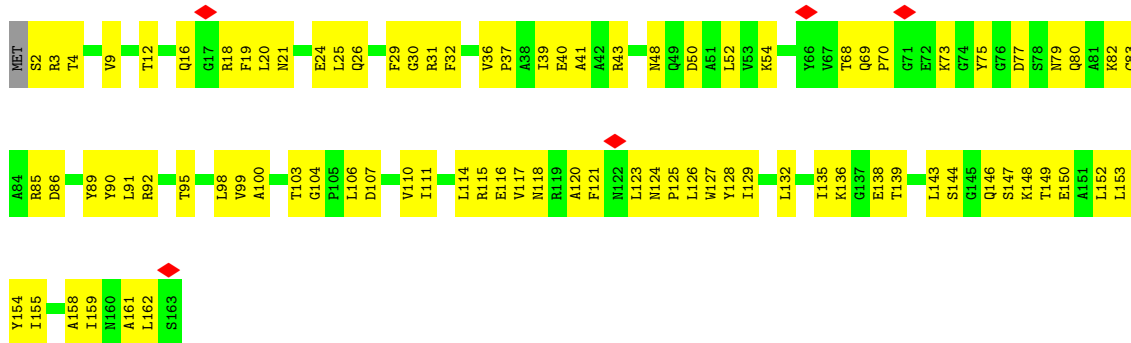 MET S2 R3 T4 V9 T12 Q16 G17 R18 F19 L20 N21 E24 L25 Q26 F29 G30 R31 F32 V36 P37 A38 I39 E40 A41 A42 R43 N48 Q49 D50 A51 L52 V53 K54 Y66 V67 T68 Q69 P70 G71 E72 K73 G74 Y75 G76 D77 S78 N79 Q80 A81 K82 C83
A84 R85 D86 Y89 Y90 L91 R92 T95 L98 V99 A100 T103 G104 P105 L106 D107 V110 I111 L114 R115 E116 V117 N118 R119 A120 F121 N122 L123 N124 P125 L126 W127 Y128 I129 L132 I135 K136 G137 E138 T139 L143 S144 G145 Q146 S147 K148 T149 E150 A151 L152 L153
Y154 I155 A158 I159 N160 A161 L162 S163